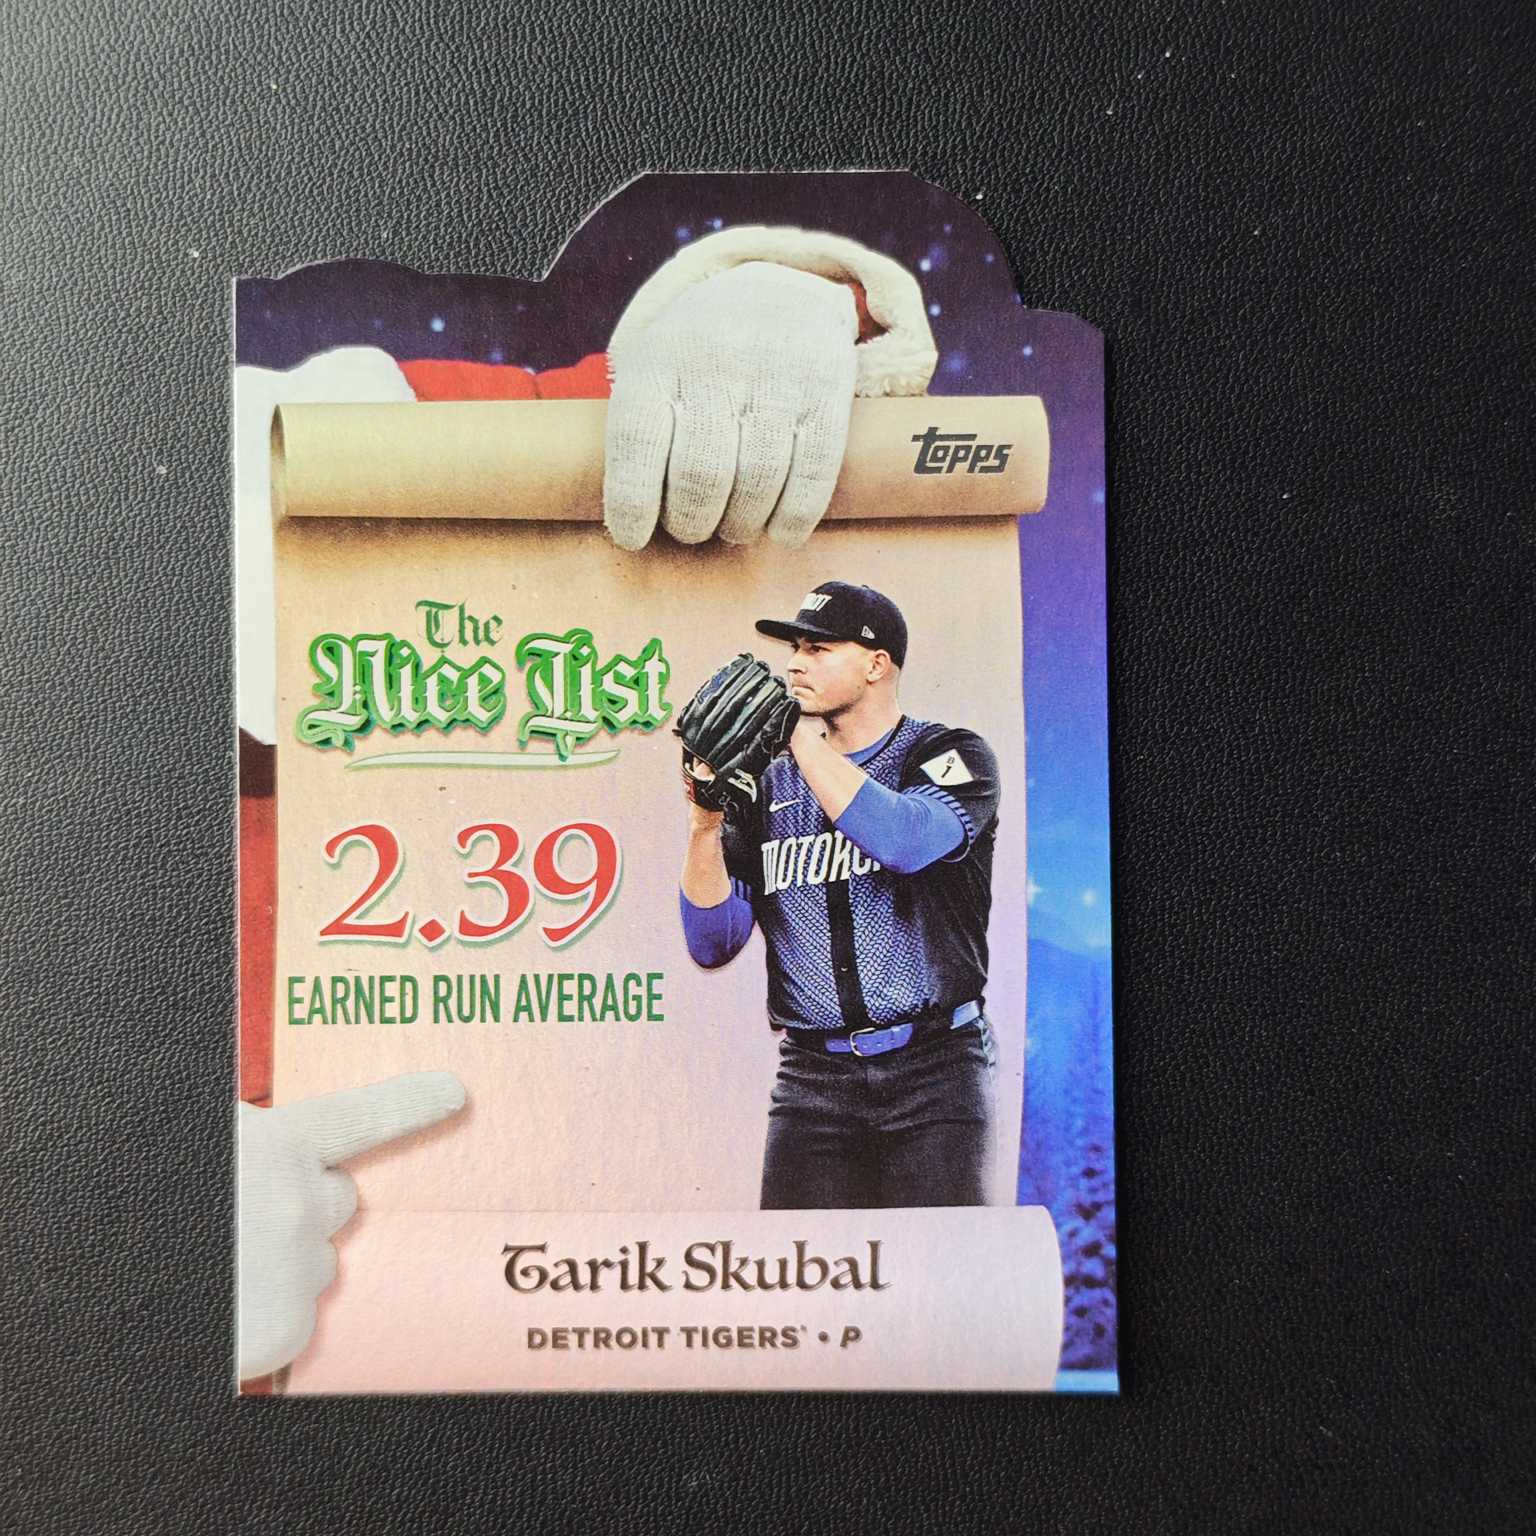 topps
The
Nice List
2.39
EARNED RUN AVERAGE
Tarik Skubal
DETROIT TIGERS • P